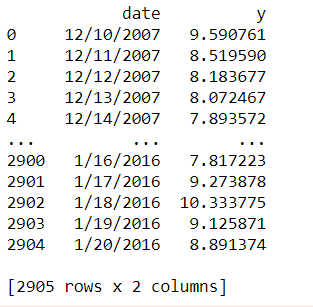 date y
0 12/10/2007 9.590761
1 12/11/2007 8.519590
2 12/12/2007 8.183677
3 12/13/2007 8.072467
4 12/14/2007 7.893572
... ... ...
2900 1/16/2016 7.817223
2901 1/17/2016 9.273878
2902 1/18/2016 10.333775
2903 1/19/2016 9.125871
2904 1/20/2016 8.891374
[2905 rows x 2 columns]